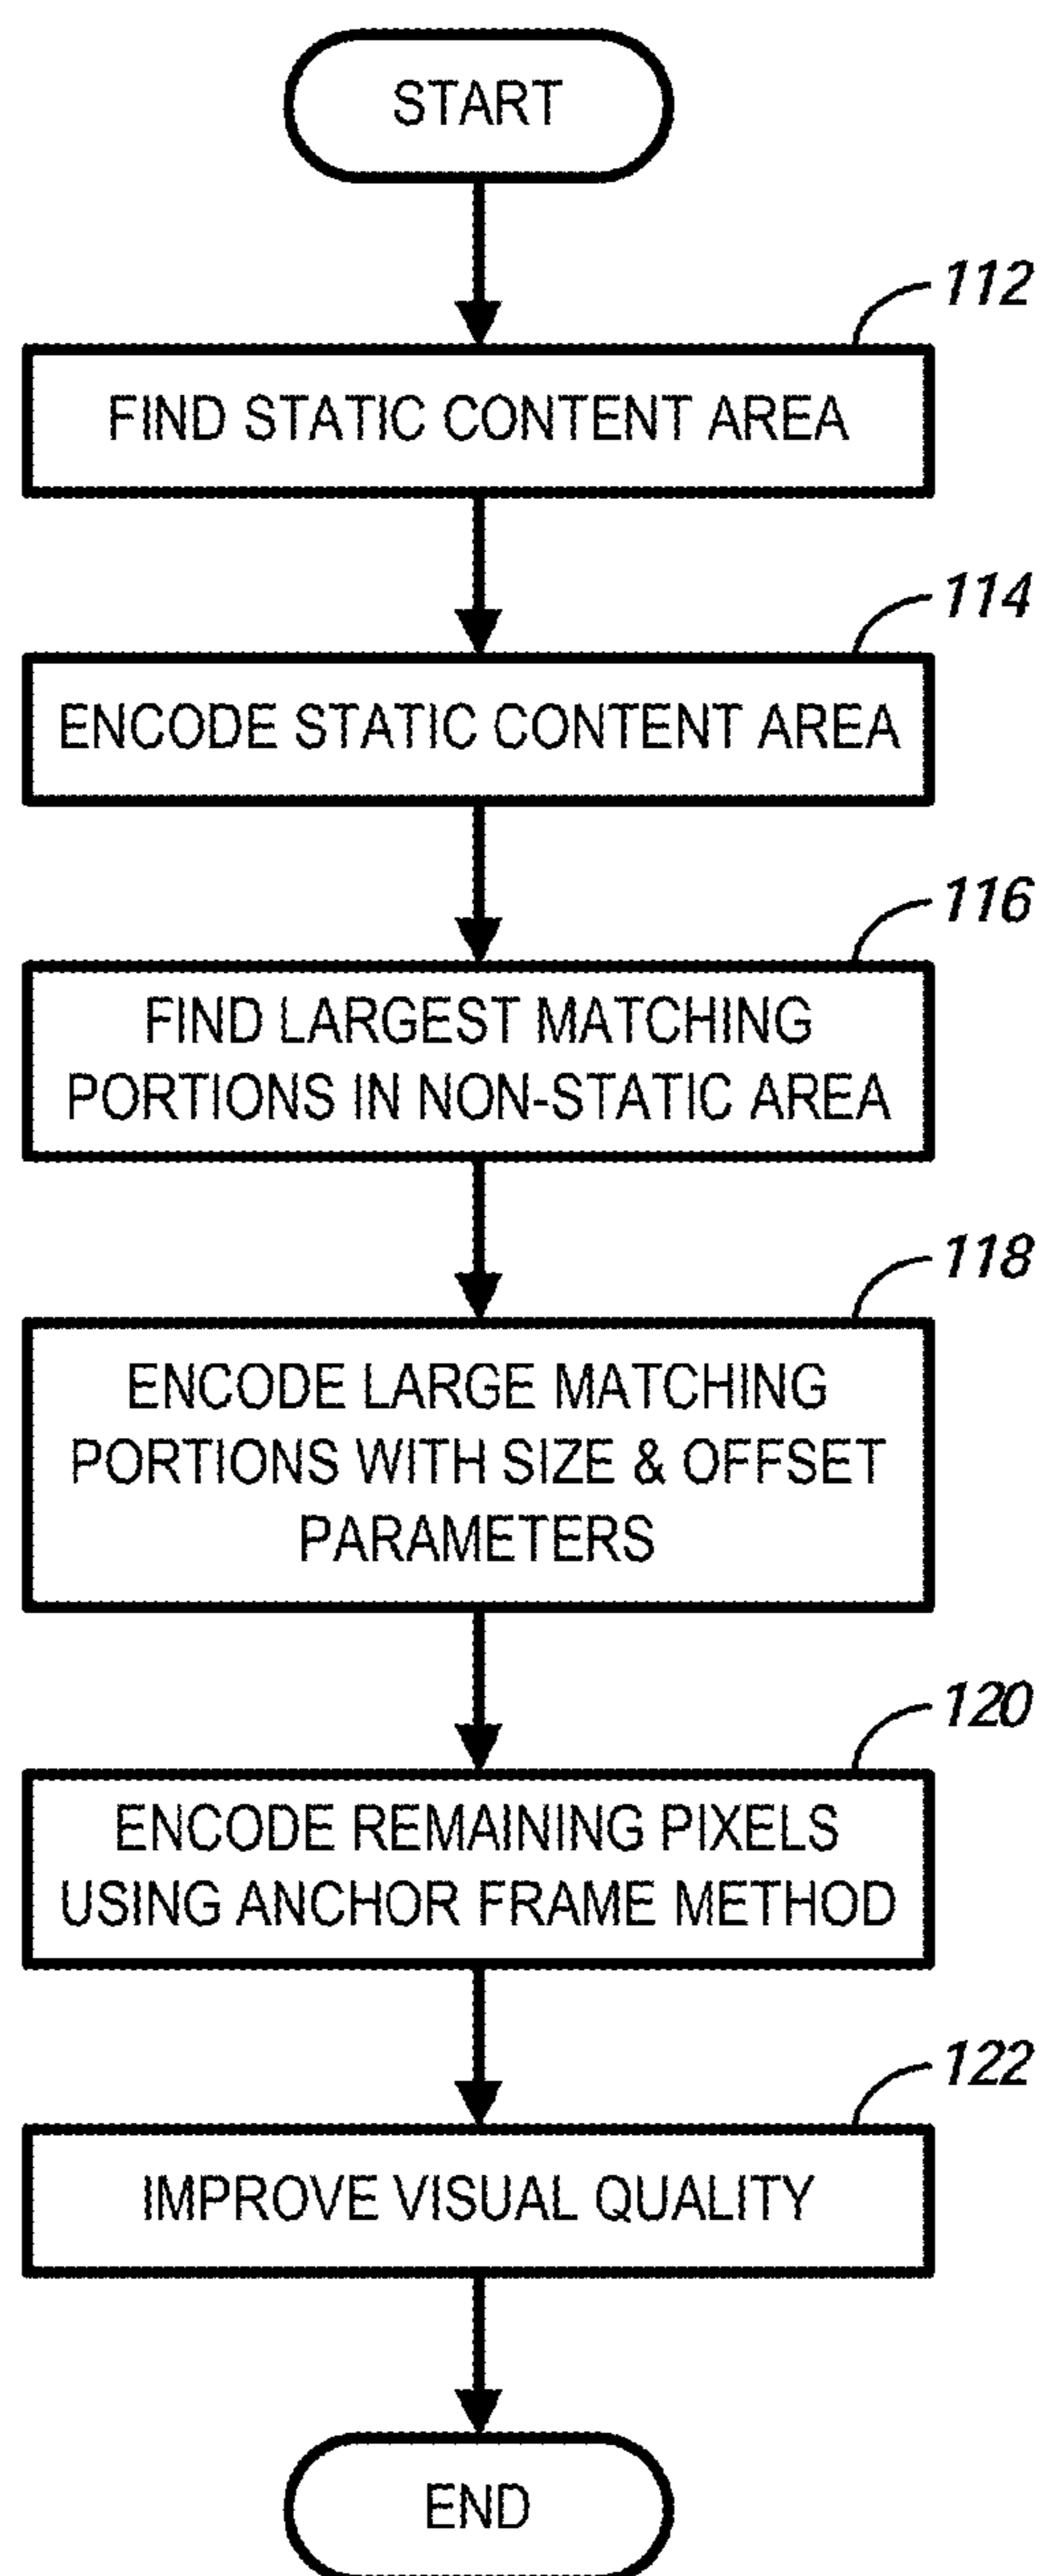 START
112
FIND STATIC CONTENT AREA
114
ENCODE STATIC CONTENT AREA
116
FIND LARGEST MATCHING
PORTIONS IN NON-STATIC AREA
118
ENCODE LARGE MATCHING
PORTIONS WITH SIZE & OFFSET
PARAMETERS
120
ENCODE REMAINING PIXELS
USING ANCHOR FRAME METHOD
122
IMPROVE VISUAL QUALITY
END